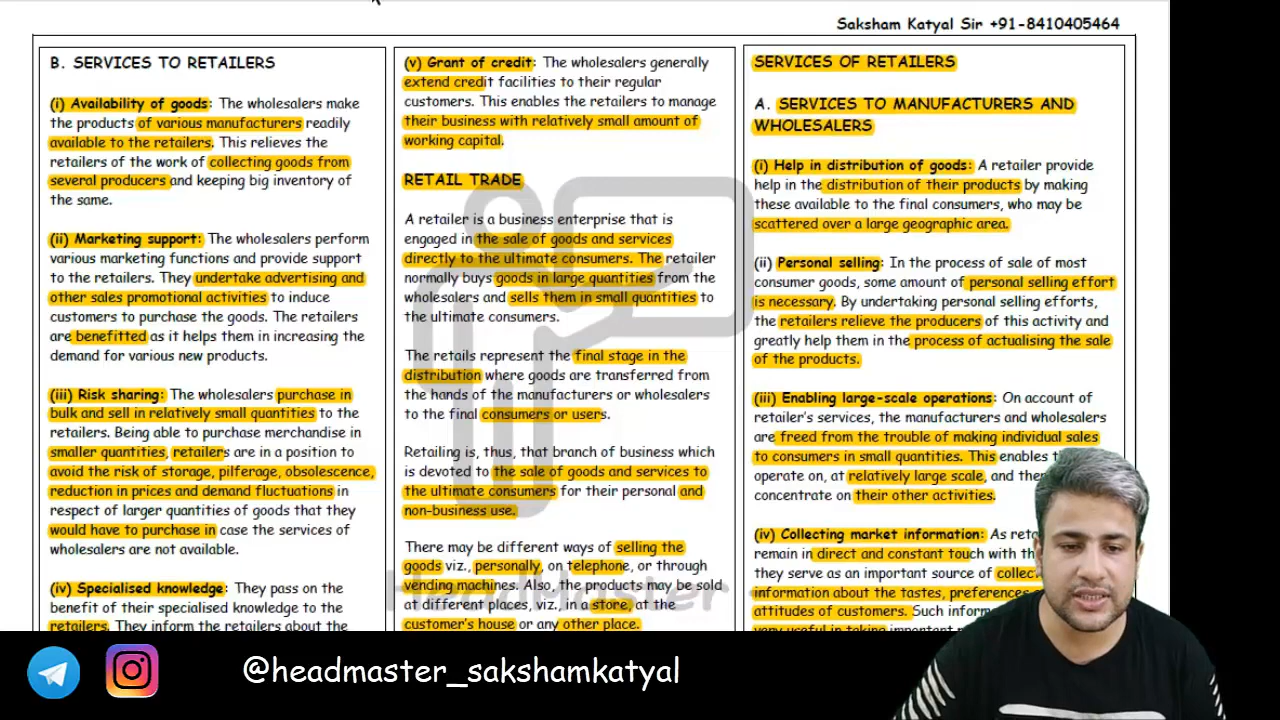 Saksham Katyal Sir +91-8410405464
B. SERVICES TO RETAILERS
(i) Availability of goods: The wholesalers make
the products of various manufacturers readily
available to the retailers. This relieves the
retailers of the work of collecting goods from
several producers and keeping big inventory of
the same.
(ii) Marketing support: The wholesalers perform
various marketing functions and provide support
to the retailers. They undertake advertising and
other sales promotional activities to induce
customers to purchase the goods. The retailers
are benefitted as it helps them in increasing the
demand for various new products.
(iii) Risk sharing: The wholesalers purchase in
bulk and sell in relatively small quantities to the
retailers. Being able to purchase merchandise in
smaller quantities, retailers are in a position to
avoid the risk of storage, pilferage, obsolescence,
reduction in prices and demand fluctuations in
respect of larger quantities of goods that they
would have to purchase in case the services of
wholesalers are not available.
(iv) Specialised knowledge: They pass on the
benefit of their specialised knowledge to the
retailers. They inform the retailers about the
(v) Grant of credit: The wholesalers generally
extend credit facilities to their regular
customers. This enables the retailers to manage
their business with relatively small amount of
working capital.
RETAIL TRADE
A retailer is a business enterprise that is
engaged in the sale of goods and services
directly to the ultimate consumers. The retailer
normally buys goods in large quantities from the
wholesalers and sells them in small quantities to
the ultimate consumers.
The retails represent the final stage in the
distribution where goods are transferred from
the hands of the manufacturers or wholesalers
to the final consumers or users.
Retailing is, thus, that branch of business which
is devoted to the sale of goods and services to
the ultimate consumers for their personal and
non-business use.
There may be different ways of selling the
goods viz., personally, on telephone, or through
vending machines. Also, the products may be sold
at different places, viz., in a store, at the
customer's house or any other place.
SERVICES OF RETAILERS
A. SERVICES TO MANUFACTURERS AND
WHOLESALERS
(i) Help in distribution of goods: A retailer provide
help in the distribution of their products by making
these available to the final consumers, who may be
scattered over a large geographic area.
(ii) Personal selling: In the process of sale of most
consumer goods, some amount of personal selling effort
is necessary. By undertaking personal selling efforts,
the retailers relieve the producers of this activity and
greatly help them in the process of actualising the sale
of the products.
(iii) Enabling large-scale operations: On account of
retailer's services, the manufacturers and wholesalers
are freed from the trouble of making individual sales
to consumers in small quantities. This enables
operate on, at relatively large scale, and
concentrate on their other activities.
(iv) Collecting market information: As
remain in direct and constant touch with
they serve as an important source of
information about the tastes, preferences
attitudes of customers. Such
very useful in taking important
HeadMaster
@headmaster_sakshamkatyal